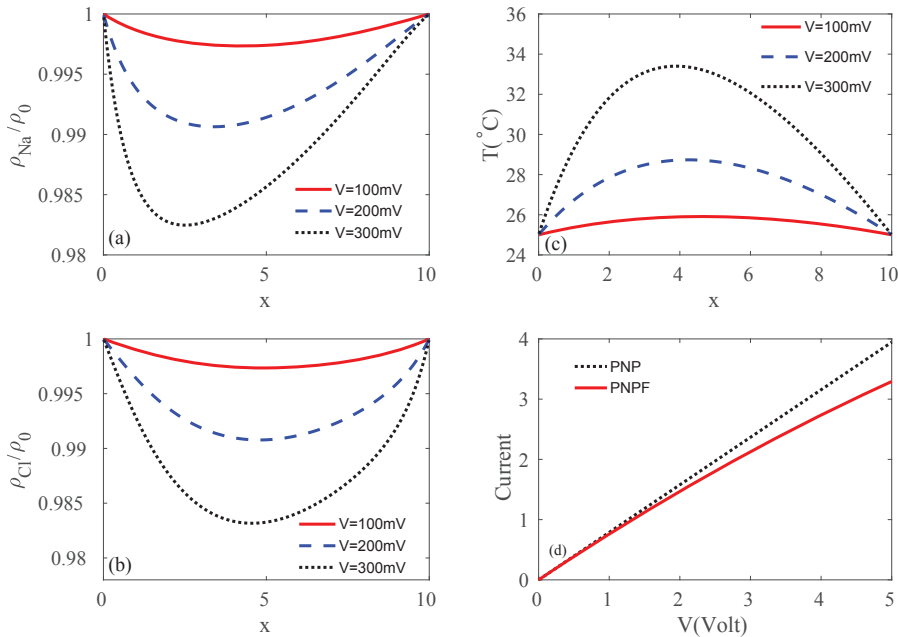 1
0.995
0.99
0.985
0.98
ρNa/ρ0
(a)
V=100mV
V=200mV
V=300mV
0
5
10
x
36
34
32
30
28
26
24
T(°C)
V=100mV
V=200mV
V=300mV
(c)
0
2
4
6
8
10
x
1
0.995
0.99
0.985
0.98
ρCl/ρ0
(b)
V=100mV
V=200mV
V=300mV
0
5
10
x
4
3
2
1
0
Current
PNP
PNPF
(d)
0
1
2
3
4
5
V(Volt)